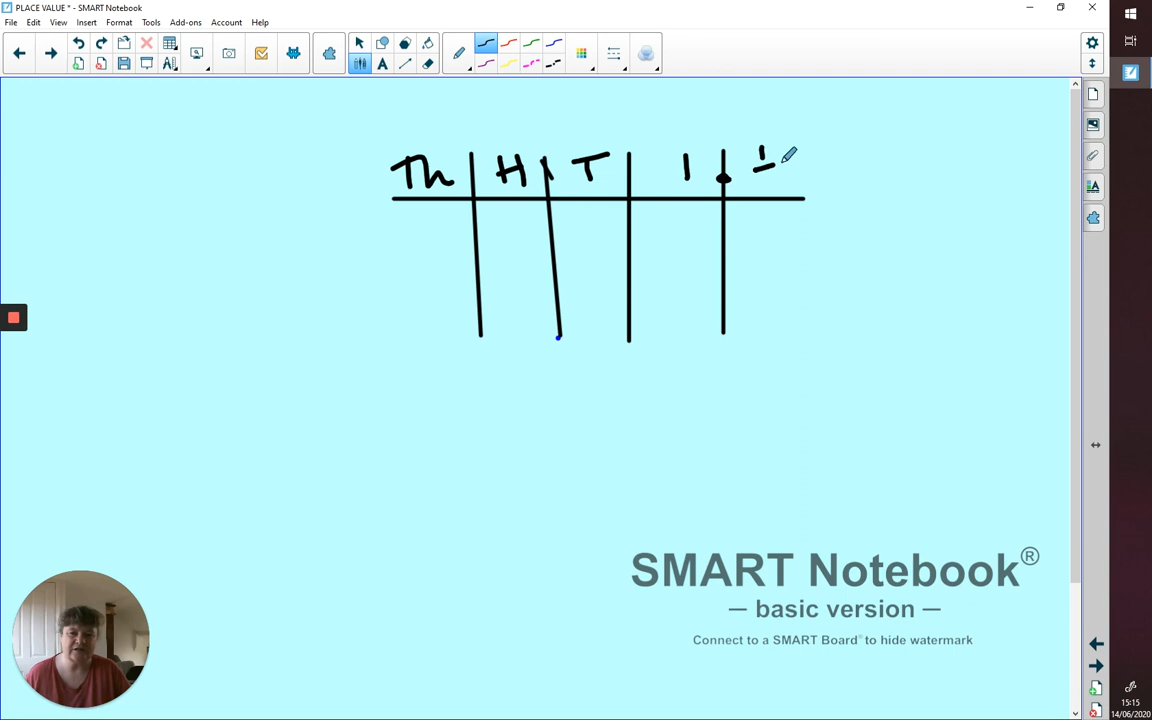 PLACE VALUE * - SMART Notebook
File Edit View Insert Format Tools Add-ons Account Help
Th H T 1 . 1
SMART Notebook®
— basic version —
Connect to a SMART Board® to hide watermark
15:15
14/06/2020